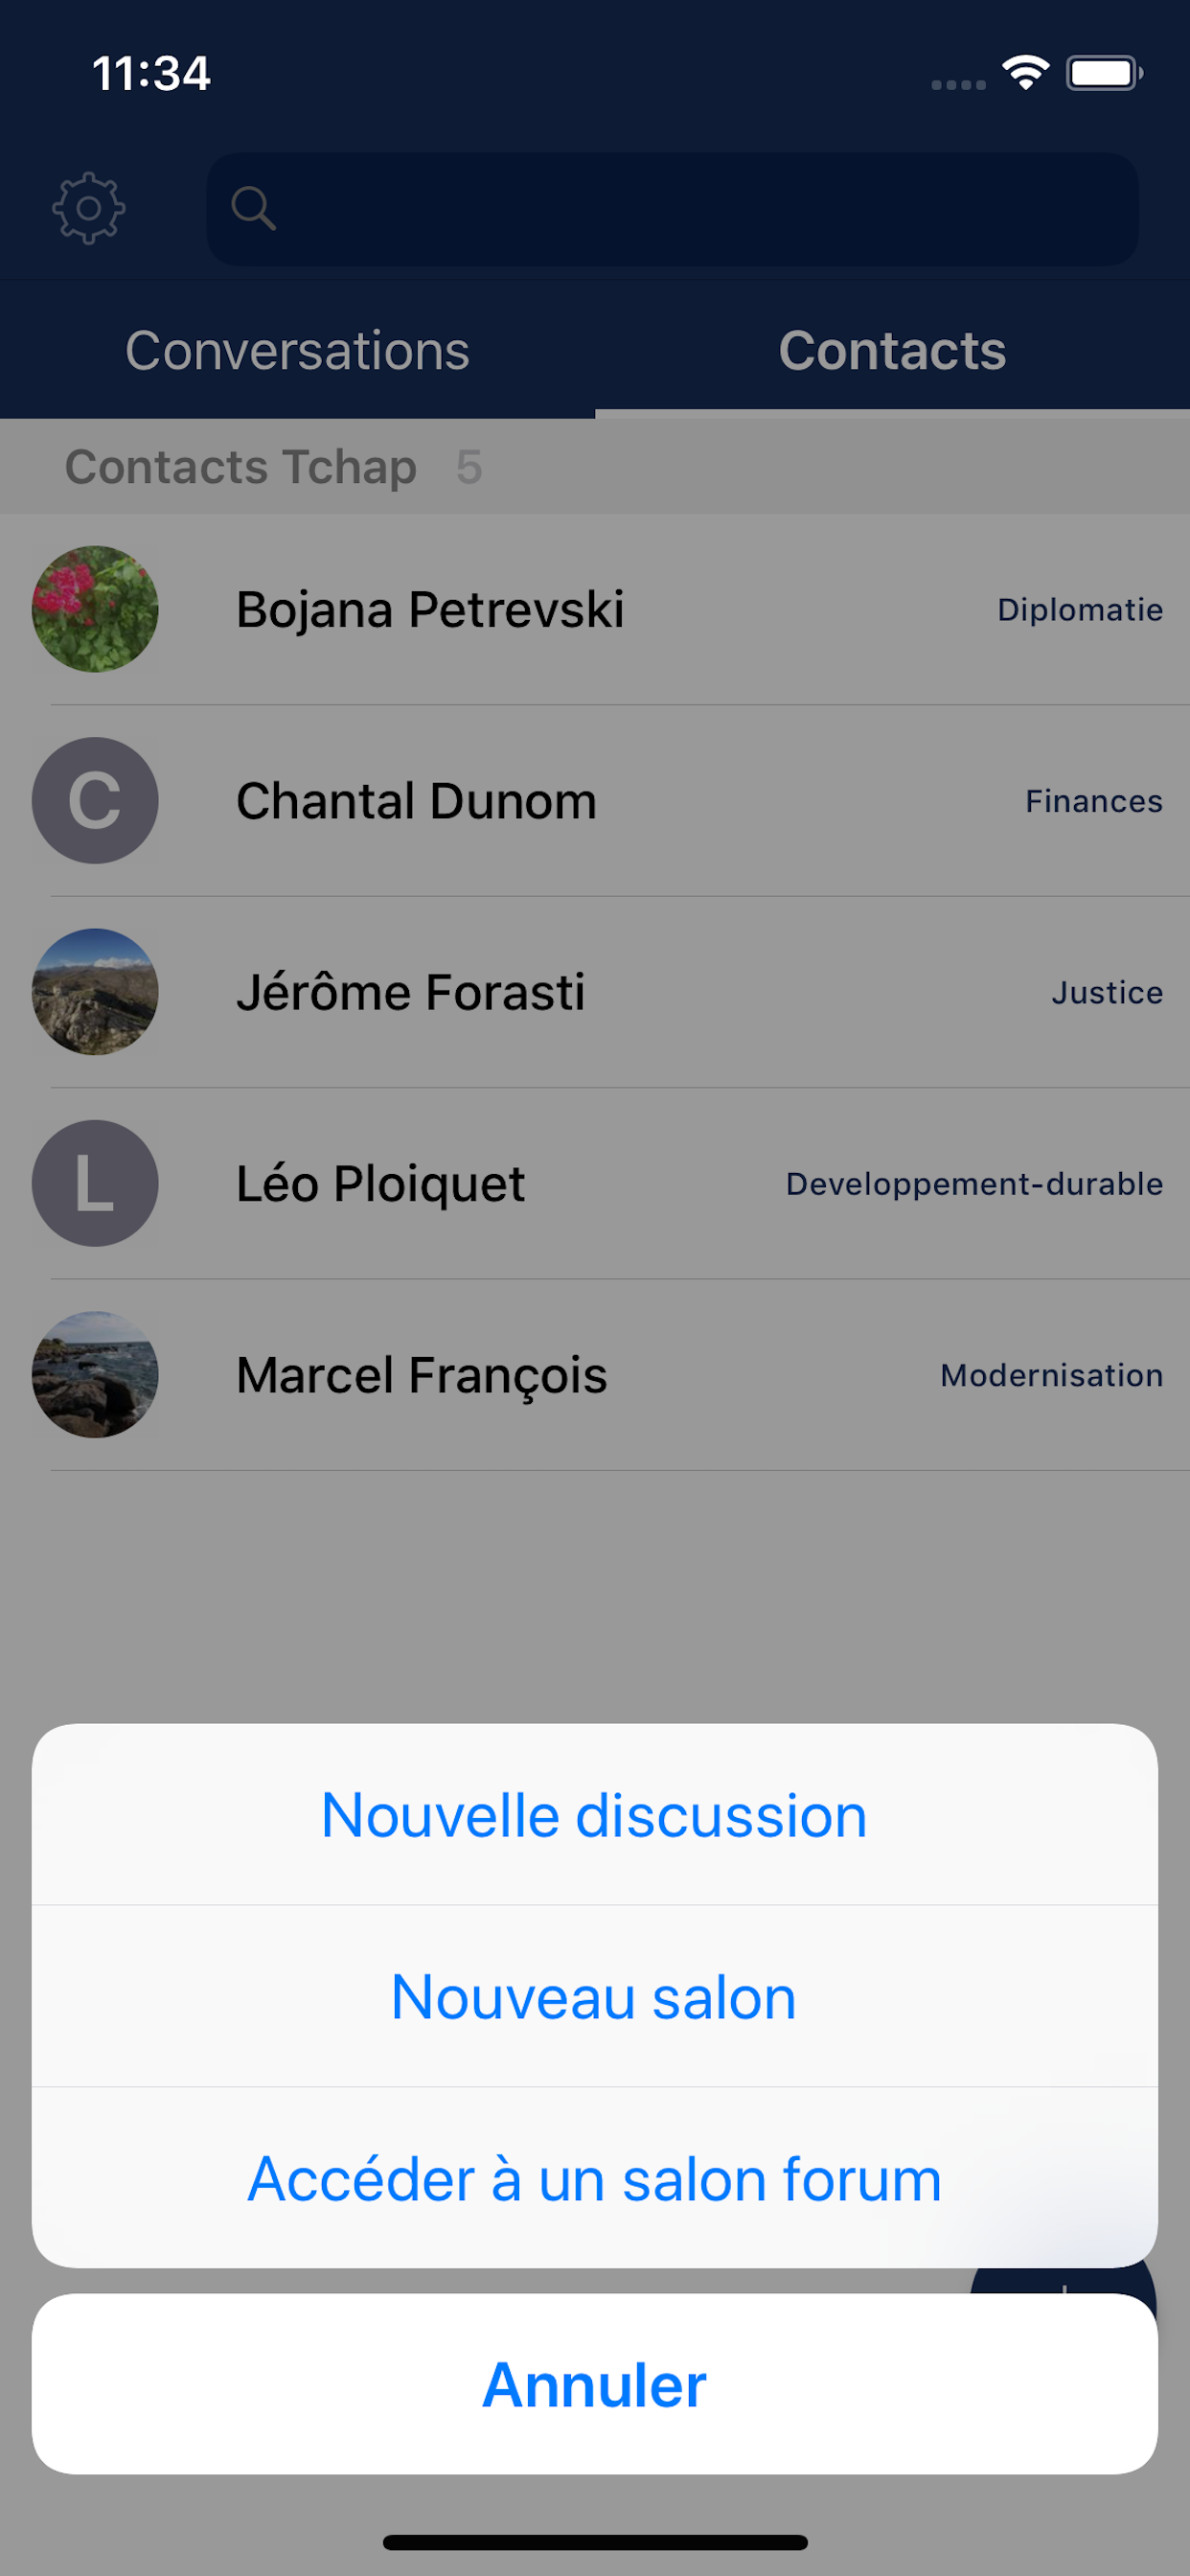 11:34
Conversations Contacts
Contacts Tchap 5
Bojana Petrevski Diplomatie
C Chantal Dunom Finances
Jérôme Forasti Justice
L Léo Ploiquet Developpement-durable
Marcel François Modernisation
Nouvelle discussion
Nouveau salon
Accéder à un salon forum
Annuler